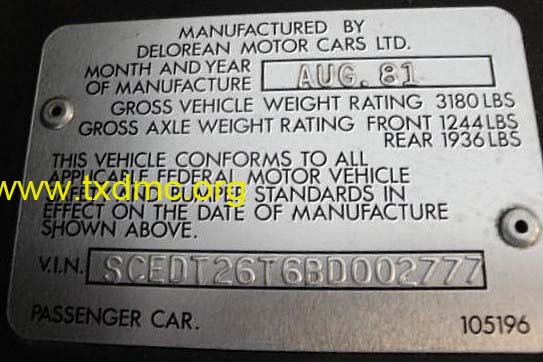 MANUFACTURED BY
DELOREAN MOTOR CARS LTD.
MONTH AND YEAR
OF MANUFACTURE AUG. 81
GROSS VEHICLE WEIGHT RATING 3180 LBS
GROSS AXLE WEIGHT RATING FRONT 1244 LBS
REAR 1936 LBS
THIS VEHICLE CONFORMS TO ALL
APPLICABLE FEDERAL MOTOR VEHICLE
www.txdmc.org
STANDARDS IN
EFFECT ON THE DATE OF MANUFACTURE
SHOWN ABOVE.
V.I.N. SCEDT26T6BD002777
PASSENGER CAR. 105196